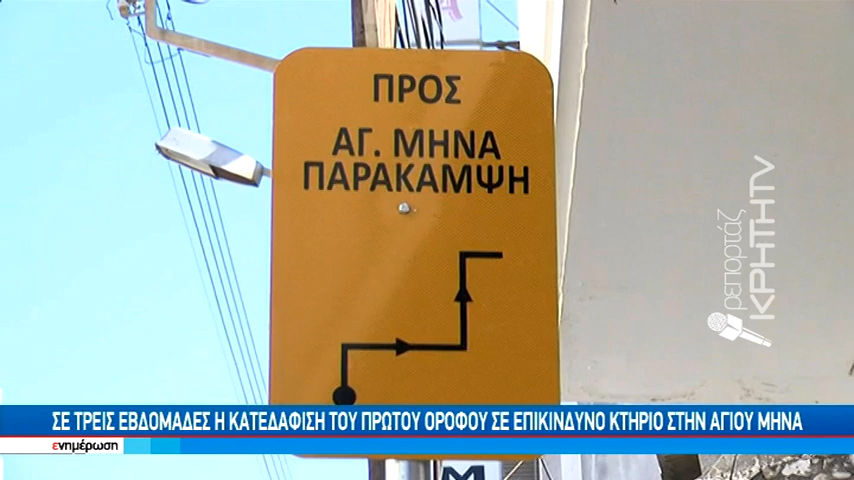 ΠΡΟΣ
ΑΓ. ΜΗΝΑ
ΠΑΡΑΚΑΜΨΗ
ρεπορτάζ
ΚΡΗΤΗTV
ΣΕ ΤΡΕΙΣ ΕΒΔΟΜΑΔΕΣ Η ΚΑΤΕΔΑΦΙΣΗ ΤΟΥ ΠΡΩΤΟΥ ΟΡΟΦΟΥ ΣΕ ΕΠΙΚΙΝΔΥΝΟ ΚΤΗΡΙΟ ΣΤΗΝ ΑΓΙΟΥ ΜΗΝΑ
ενημέρωση